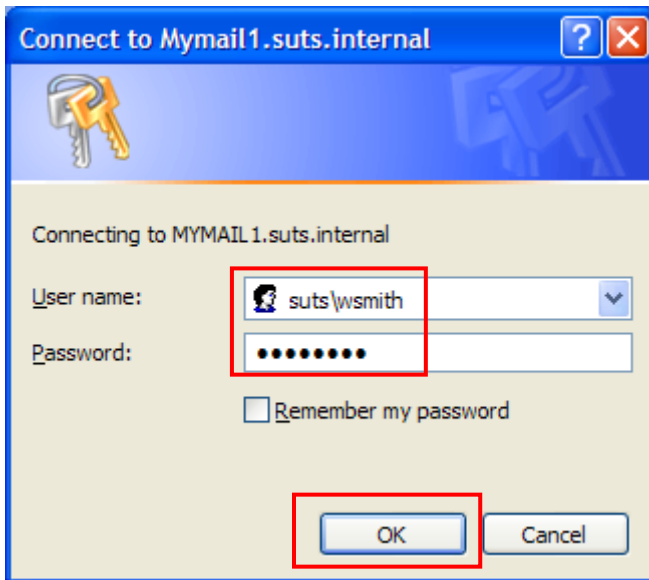 Connect to Mymail1.suts.internal
Connecting to MYMAIL1.suts.internal
User name: suts\wsmith
Password: ●●●●●●●●
Remember my password
OK Cancel